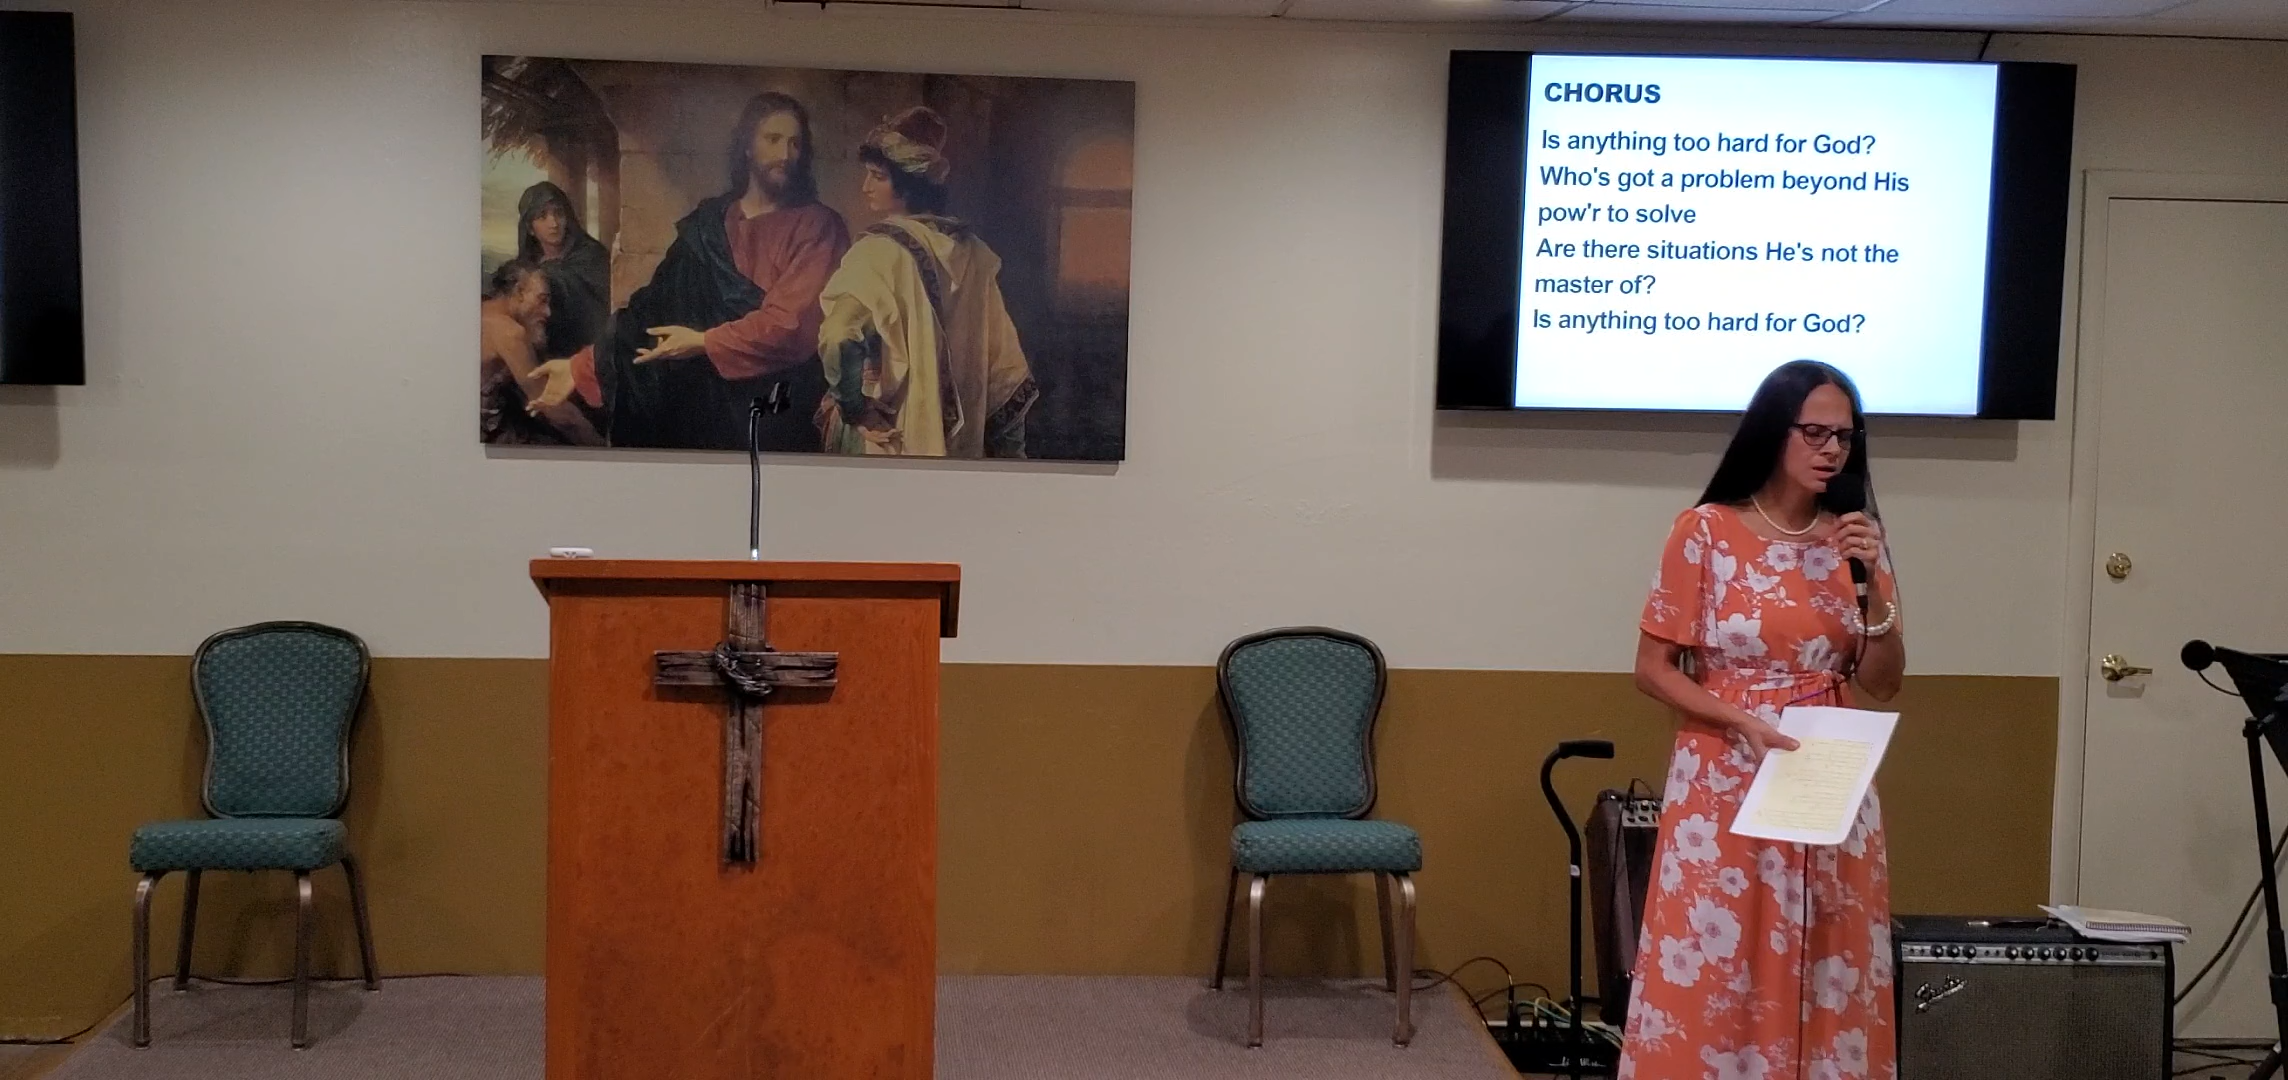 CHORUS
Is anything too hard for God?
Who's got a problem beyond His
pow'r to solve
Are there situations He's not the
master of?
Is anything too hard for God?
Fender